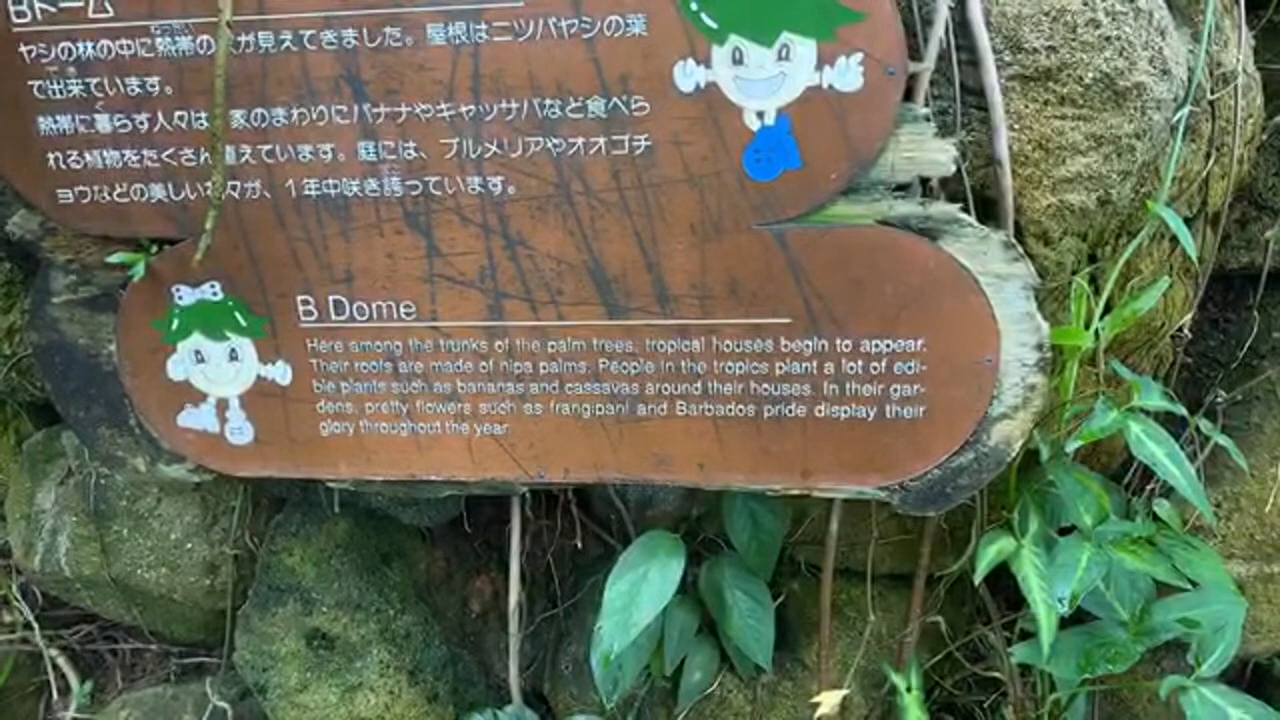 Bドーム
ヤシの林の中に熱帯の が見えてきました。屋根はニツパヤシの葉
で出来ています。
熱帯に暮らす人々は 家のまわりにバナナやキャッサバなど食べら
れる植物をたくさん植えています。庭には、プルメリアやオオゴチ
ョウなどの美しい 々が、1年中咲き誇っています。
B Dome
Here among the trunks of the palm trees, tropical houses begin to appear.
Their roofs are made of nipa palms. People in the tropics plant a lot of edi-
ble plants such as bananas and cassavas around their houses. In their gar-
dens, pretty flowers such as frangipani and Barbados pride display their
glory throughout the year.